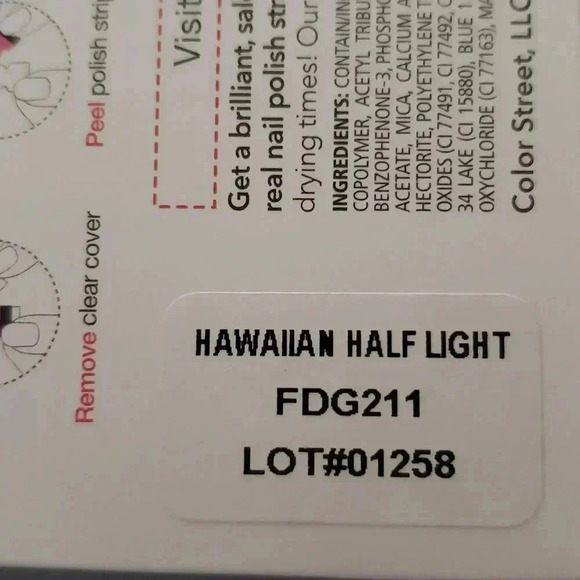 HAWAIIAN HALF LIGHT
FDG211
LOT#01258
Peel polish strip
Remove clear cover
Visit
Get a brilliant, sal
real nail polish str
drying times! Our
INGREDIENTS: CONTAIN/IN
COPOLYMER, ACETYL TRIBU
BENZOPHENONE-3, PHOSPHO
ACETATE, MICA, CALCIUM A
HECTORITE, POLYETHYLENE T
OXIDES (CI 77491, CI 77492, C
34 LAKE (CI 15880), BLUE 1
OXYCHLORIDE (CI 77163), MA
Color Street, LLC